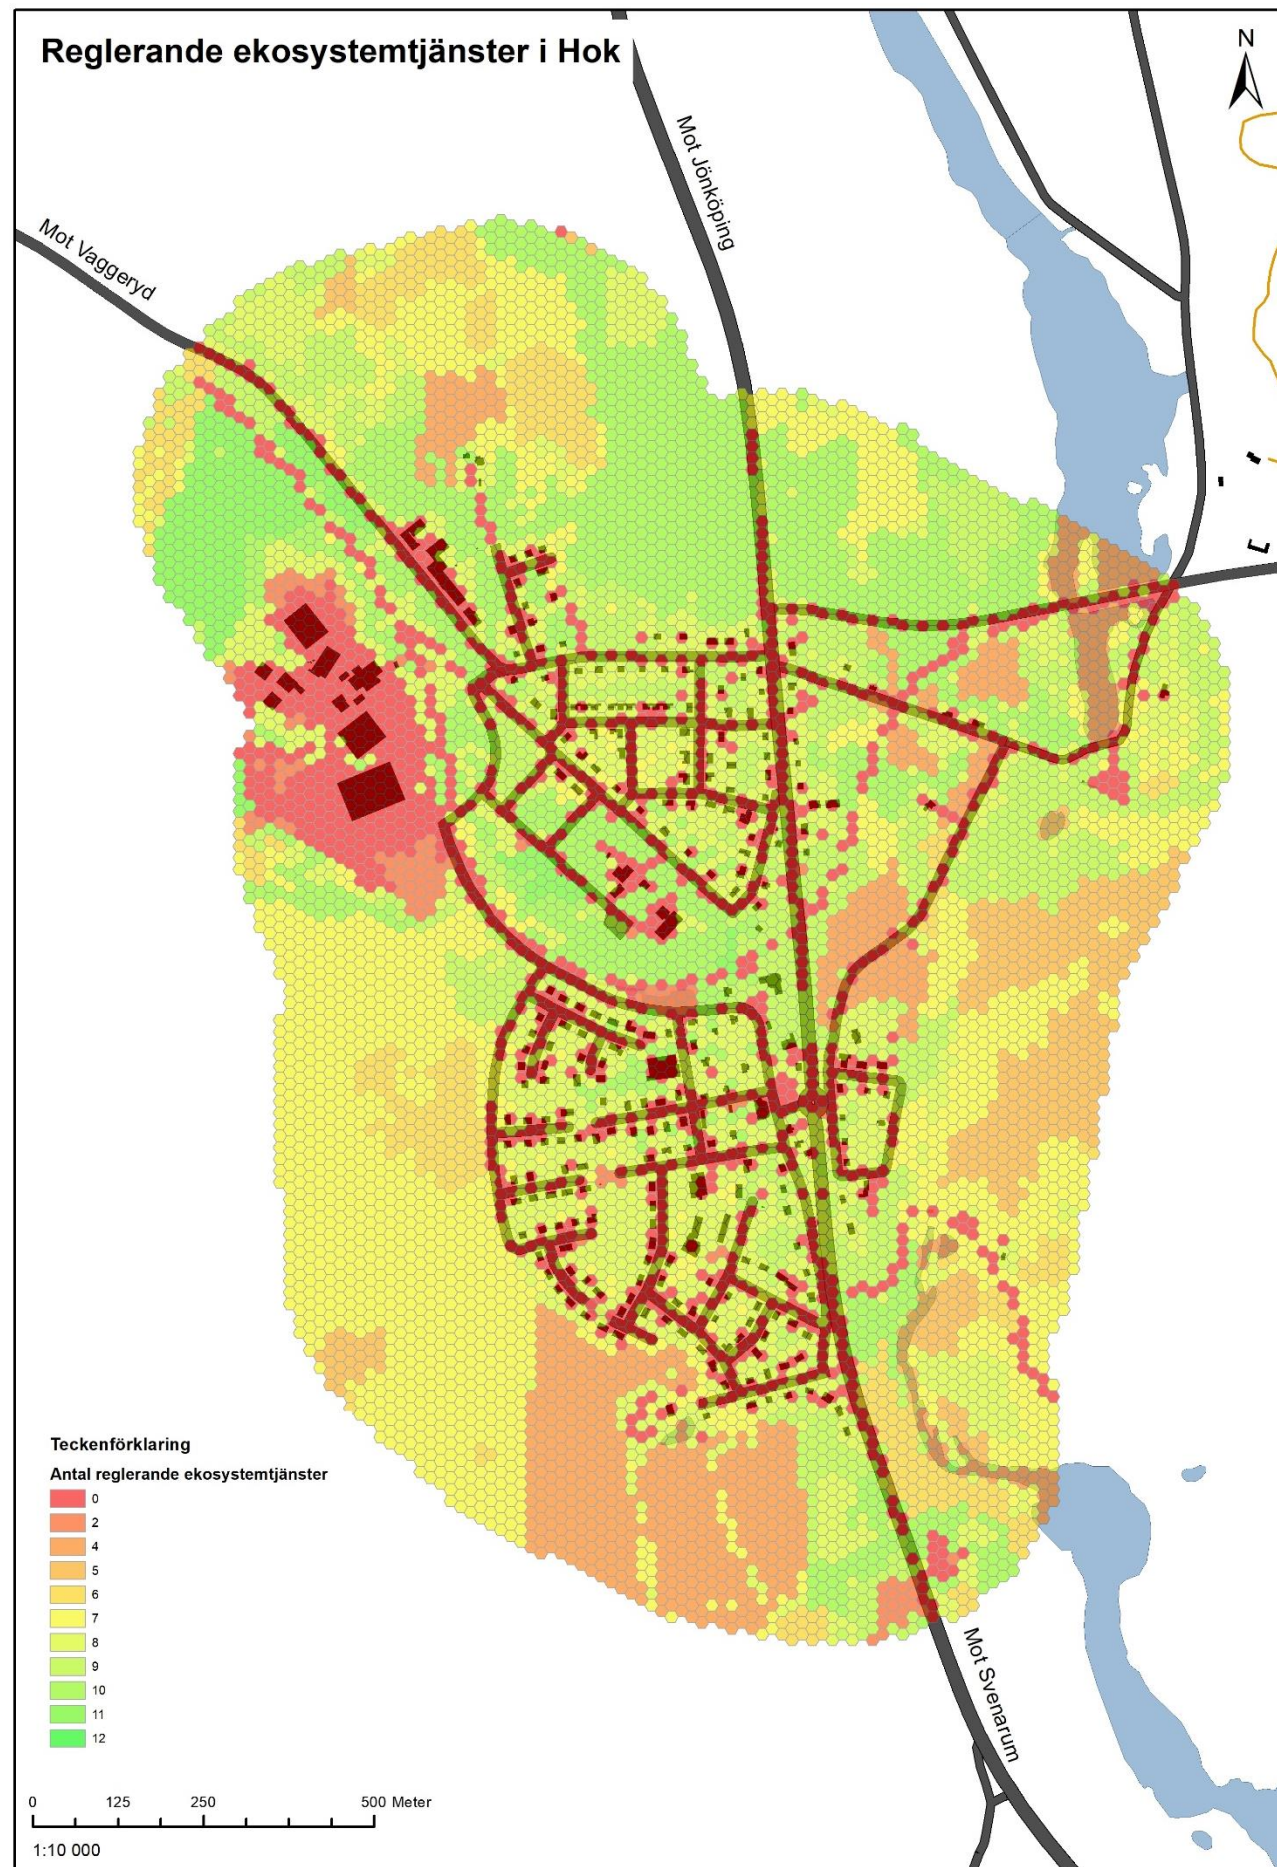 Reglerande ekosystemtjänster i Hok
N
Mot Jönköping
Mot Vaggeryd
Mot Svenarum
Teckenförklaring
Antal reglerande ekosystemtjänster
0
2
4
5
6
7
8
9
10
11
12
0 125 250 500 Meter
1:10 000